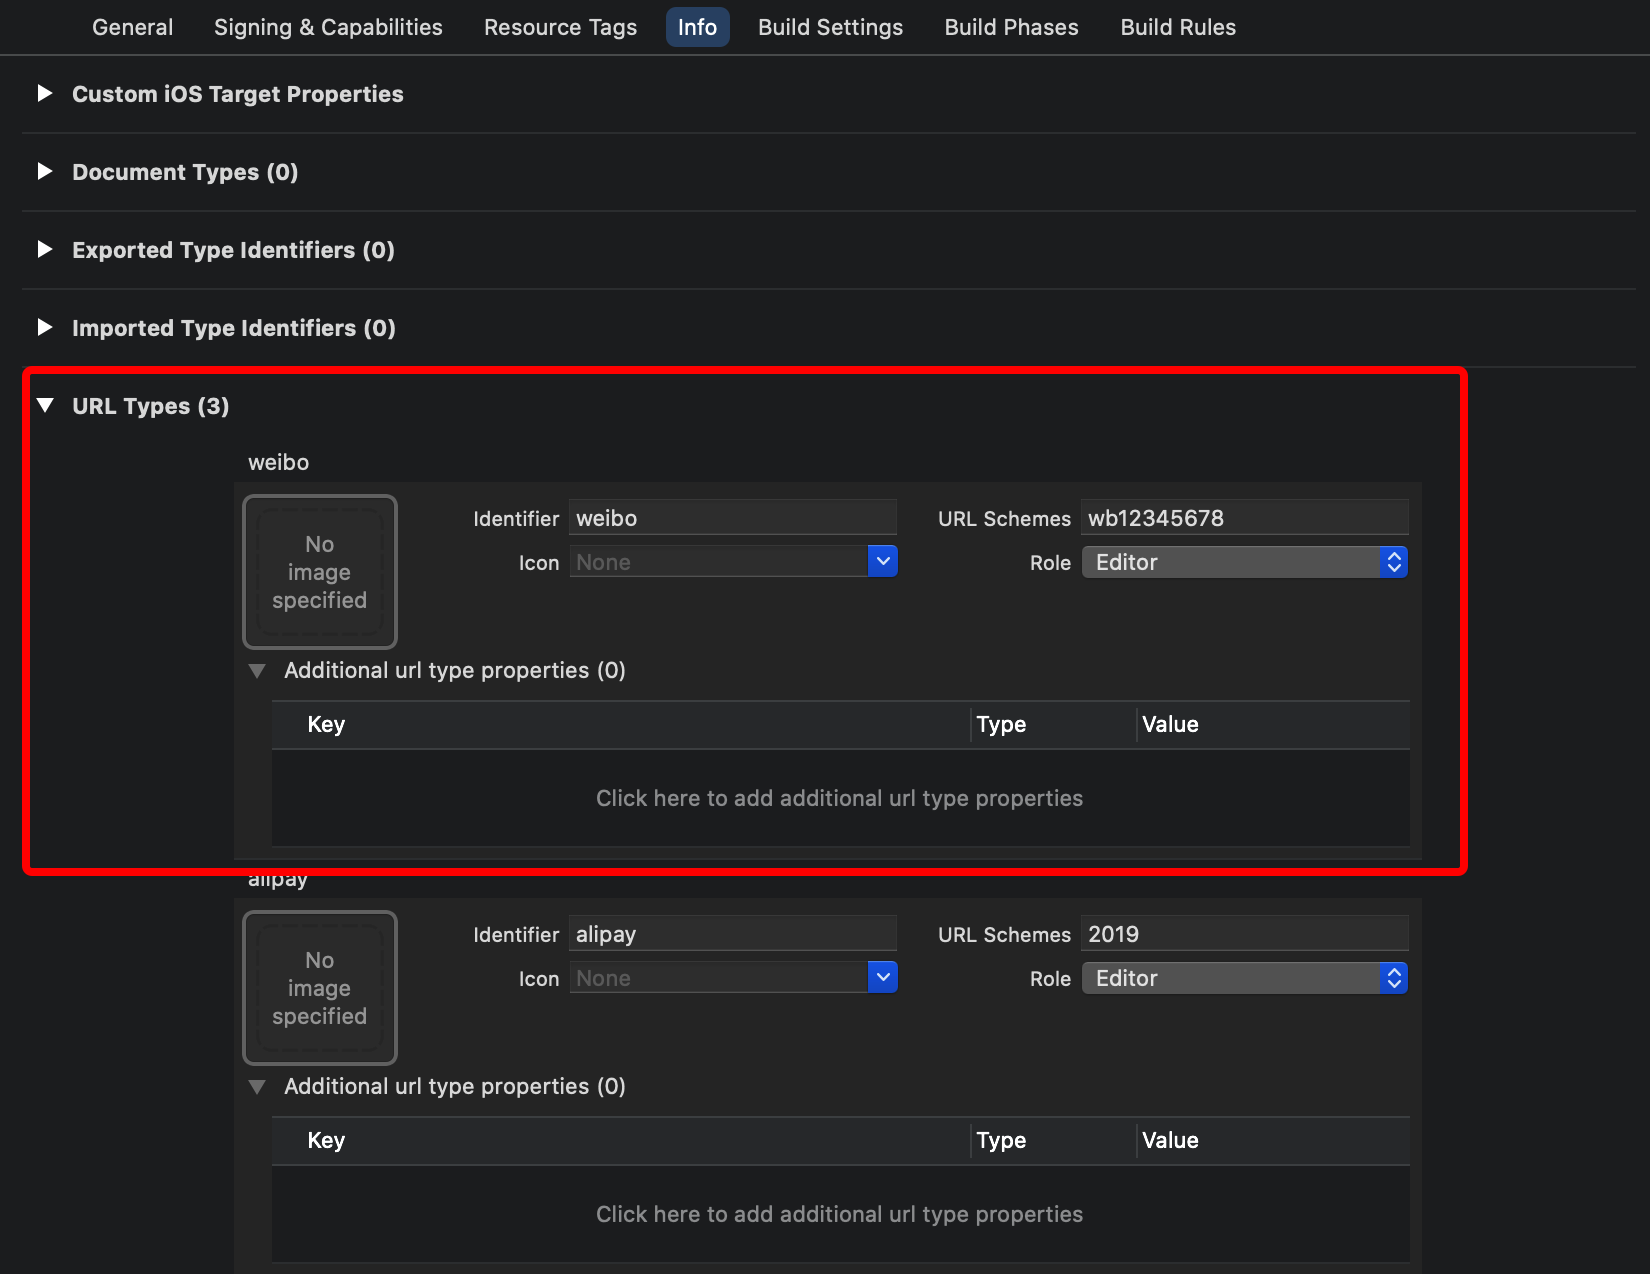 General Signing & Capabilities Resource Tags Info Build Settings Build Phases Build Rules
Custom iOS Target Properties
Document Types (0)
Exported Type Identifiers (0)
Imported Type Identifiers (0)
URL Types (3)
weibo
No
image
specified
Identifier weibo URL Schemes wb12345678
Icon None Role Editor
Additional url type properties (0)
Key Type Value
Click here to add additional url type properties
alipay
No
image
specified
Identifier alipay URL Schemes 2019
Icon None Role Editor
Additional url type properties (0)
Key Type Value
Click here to add additional url type properties